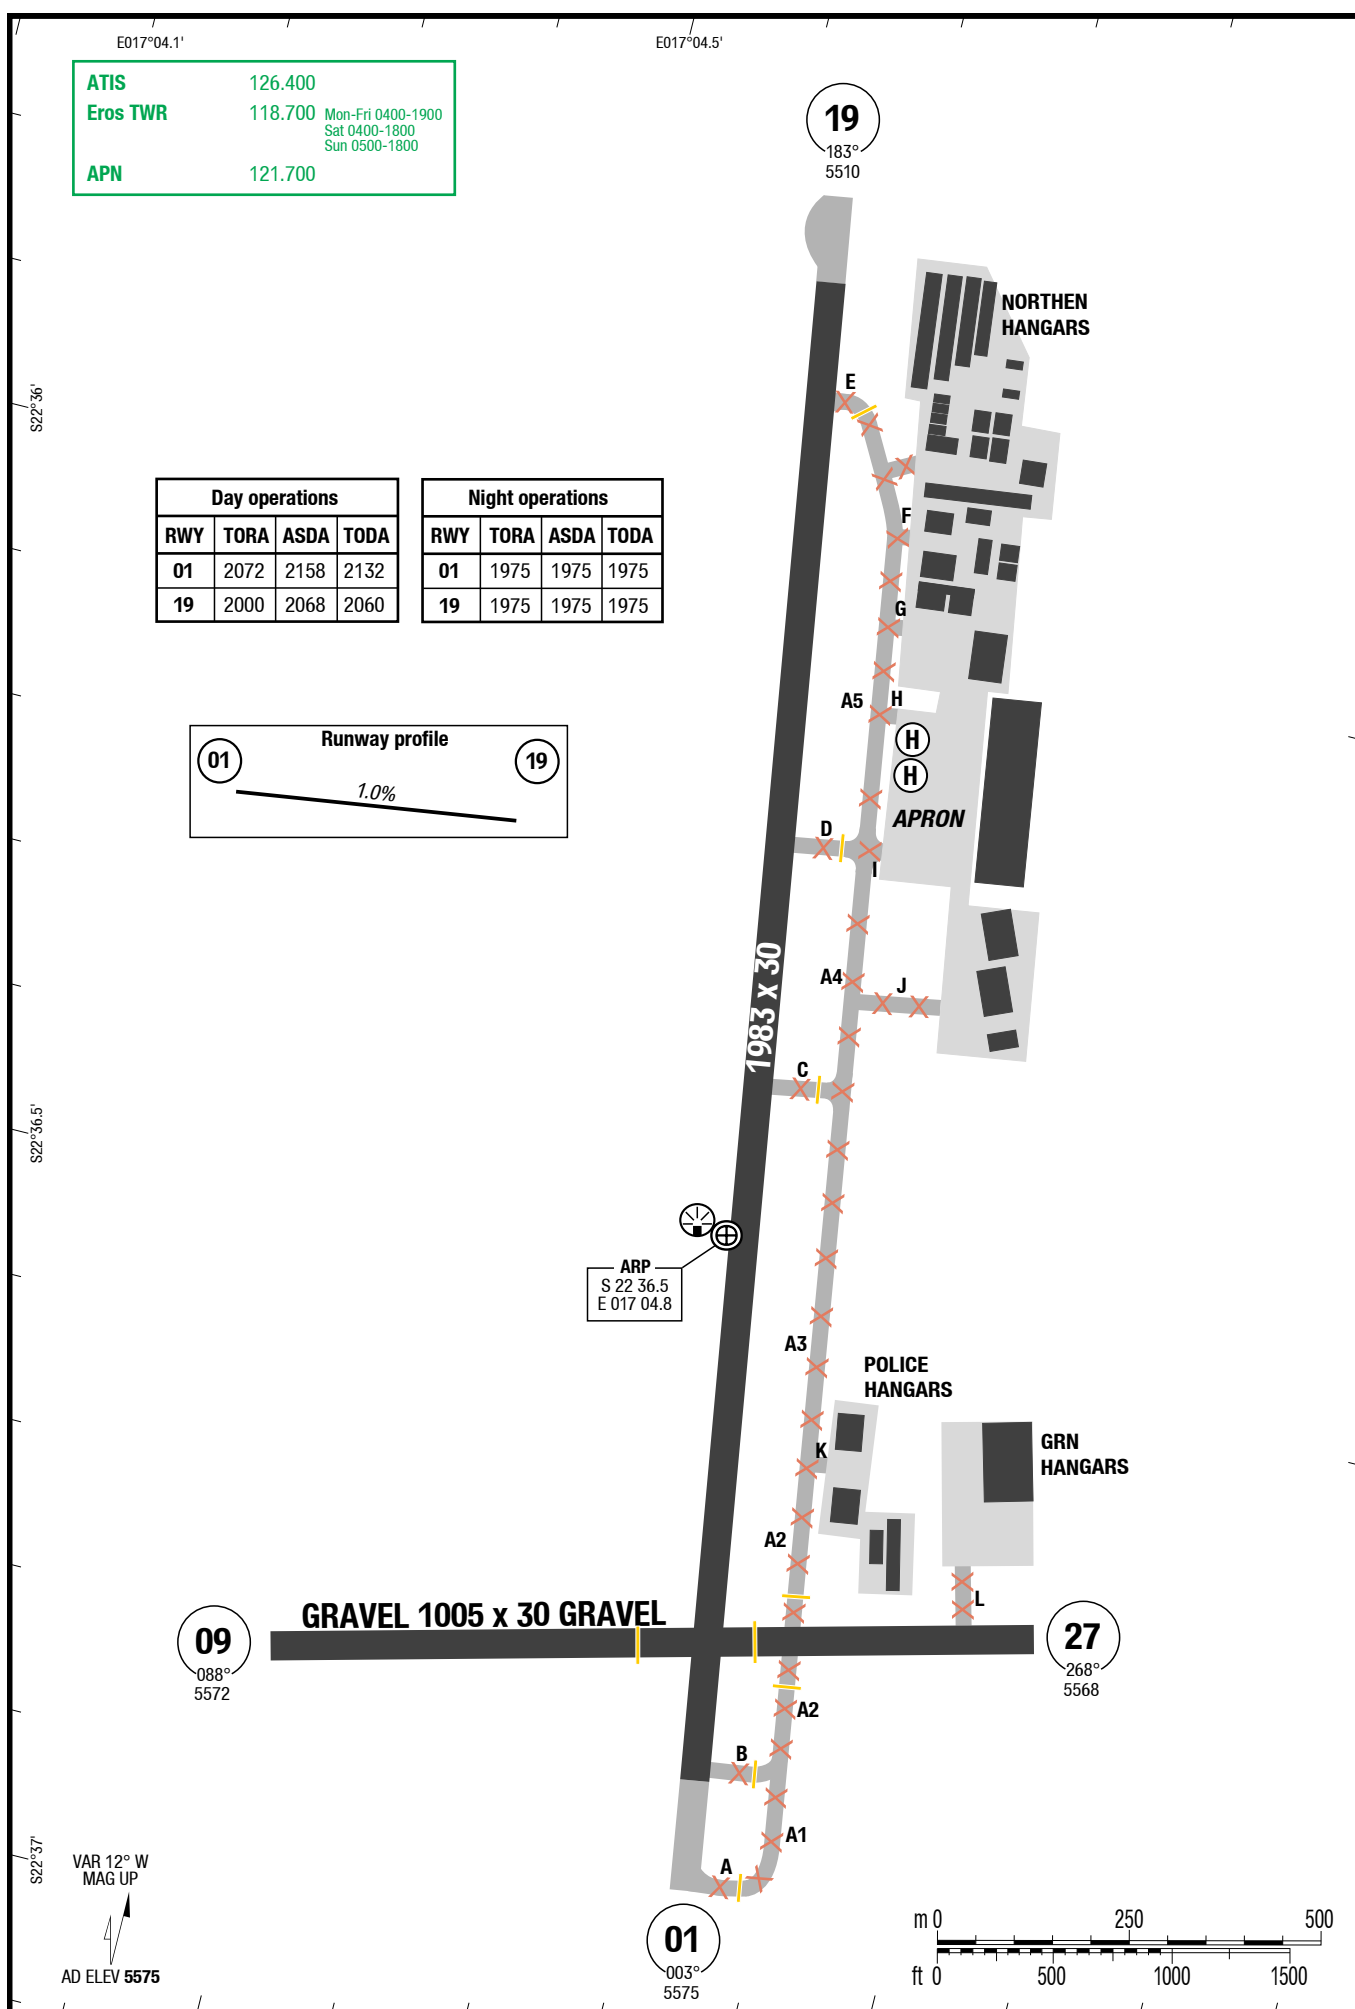 E017°04.1'
E017°04.5'
ATIS 126.400
Eros TWR 118.700 Mon-Fri 0400-1900
Sat 0400-1800
Sun 0500-1800
APN 121.700
19
183°
5510
NORTHEN
HANGARS
E
S22°36'
Day operations
RWY TORA ASDA TODA
01 2072 2158 2132
19 2000 2068 2060
Night operations
RWY TORA ASDA TODA
01 1975 1975 1975
19 1975 1975 1975
F
G
A5
H
H
H
APRON
Runway profile
01
19
1.0%
D
I
1983 x 30
A4
J
C
S22°36.5'
ARP
S 22 36.5
E 017 04.8
A3
POLICE
HANGARS
K
GRN
HANGARS
A2
L
GRAVEL 1005 x 30 GRAVEL
09
088°
5572
27
268°
5568
A2
B
A1
A
S22°37'
VAR 12° W
MAG UP
AD ELEV 5575
01
003°
5575
m 0 250 500
ft 0 500 1000 1500